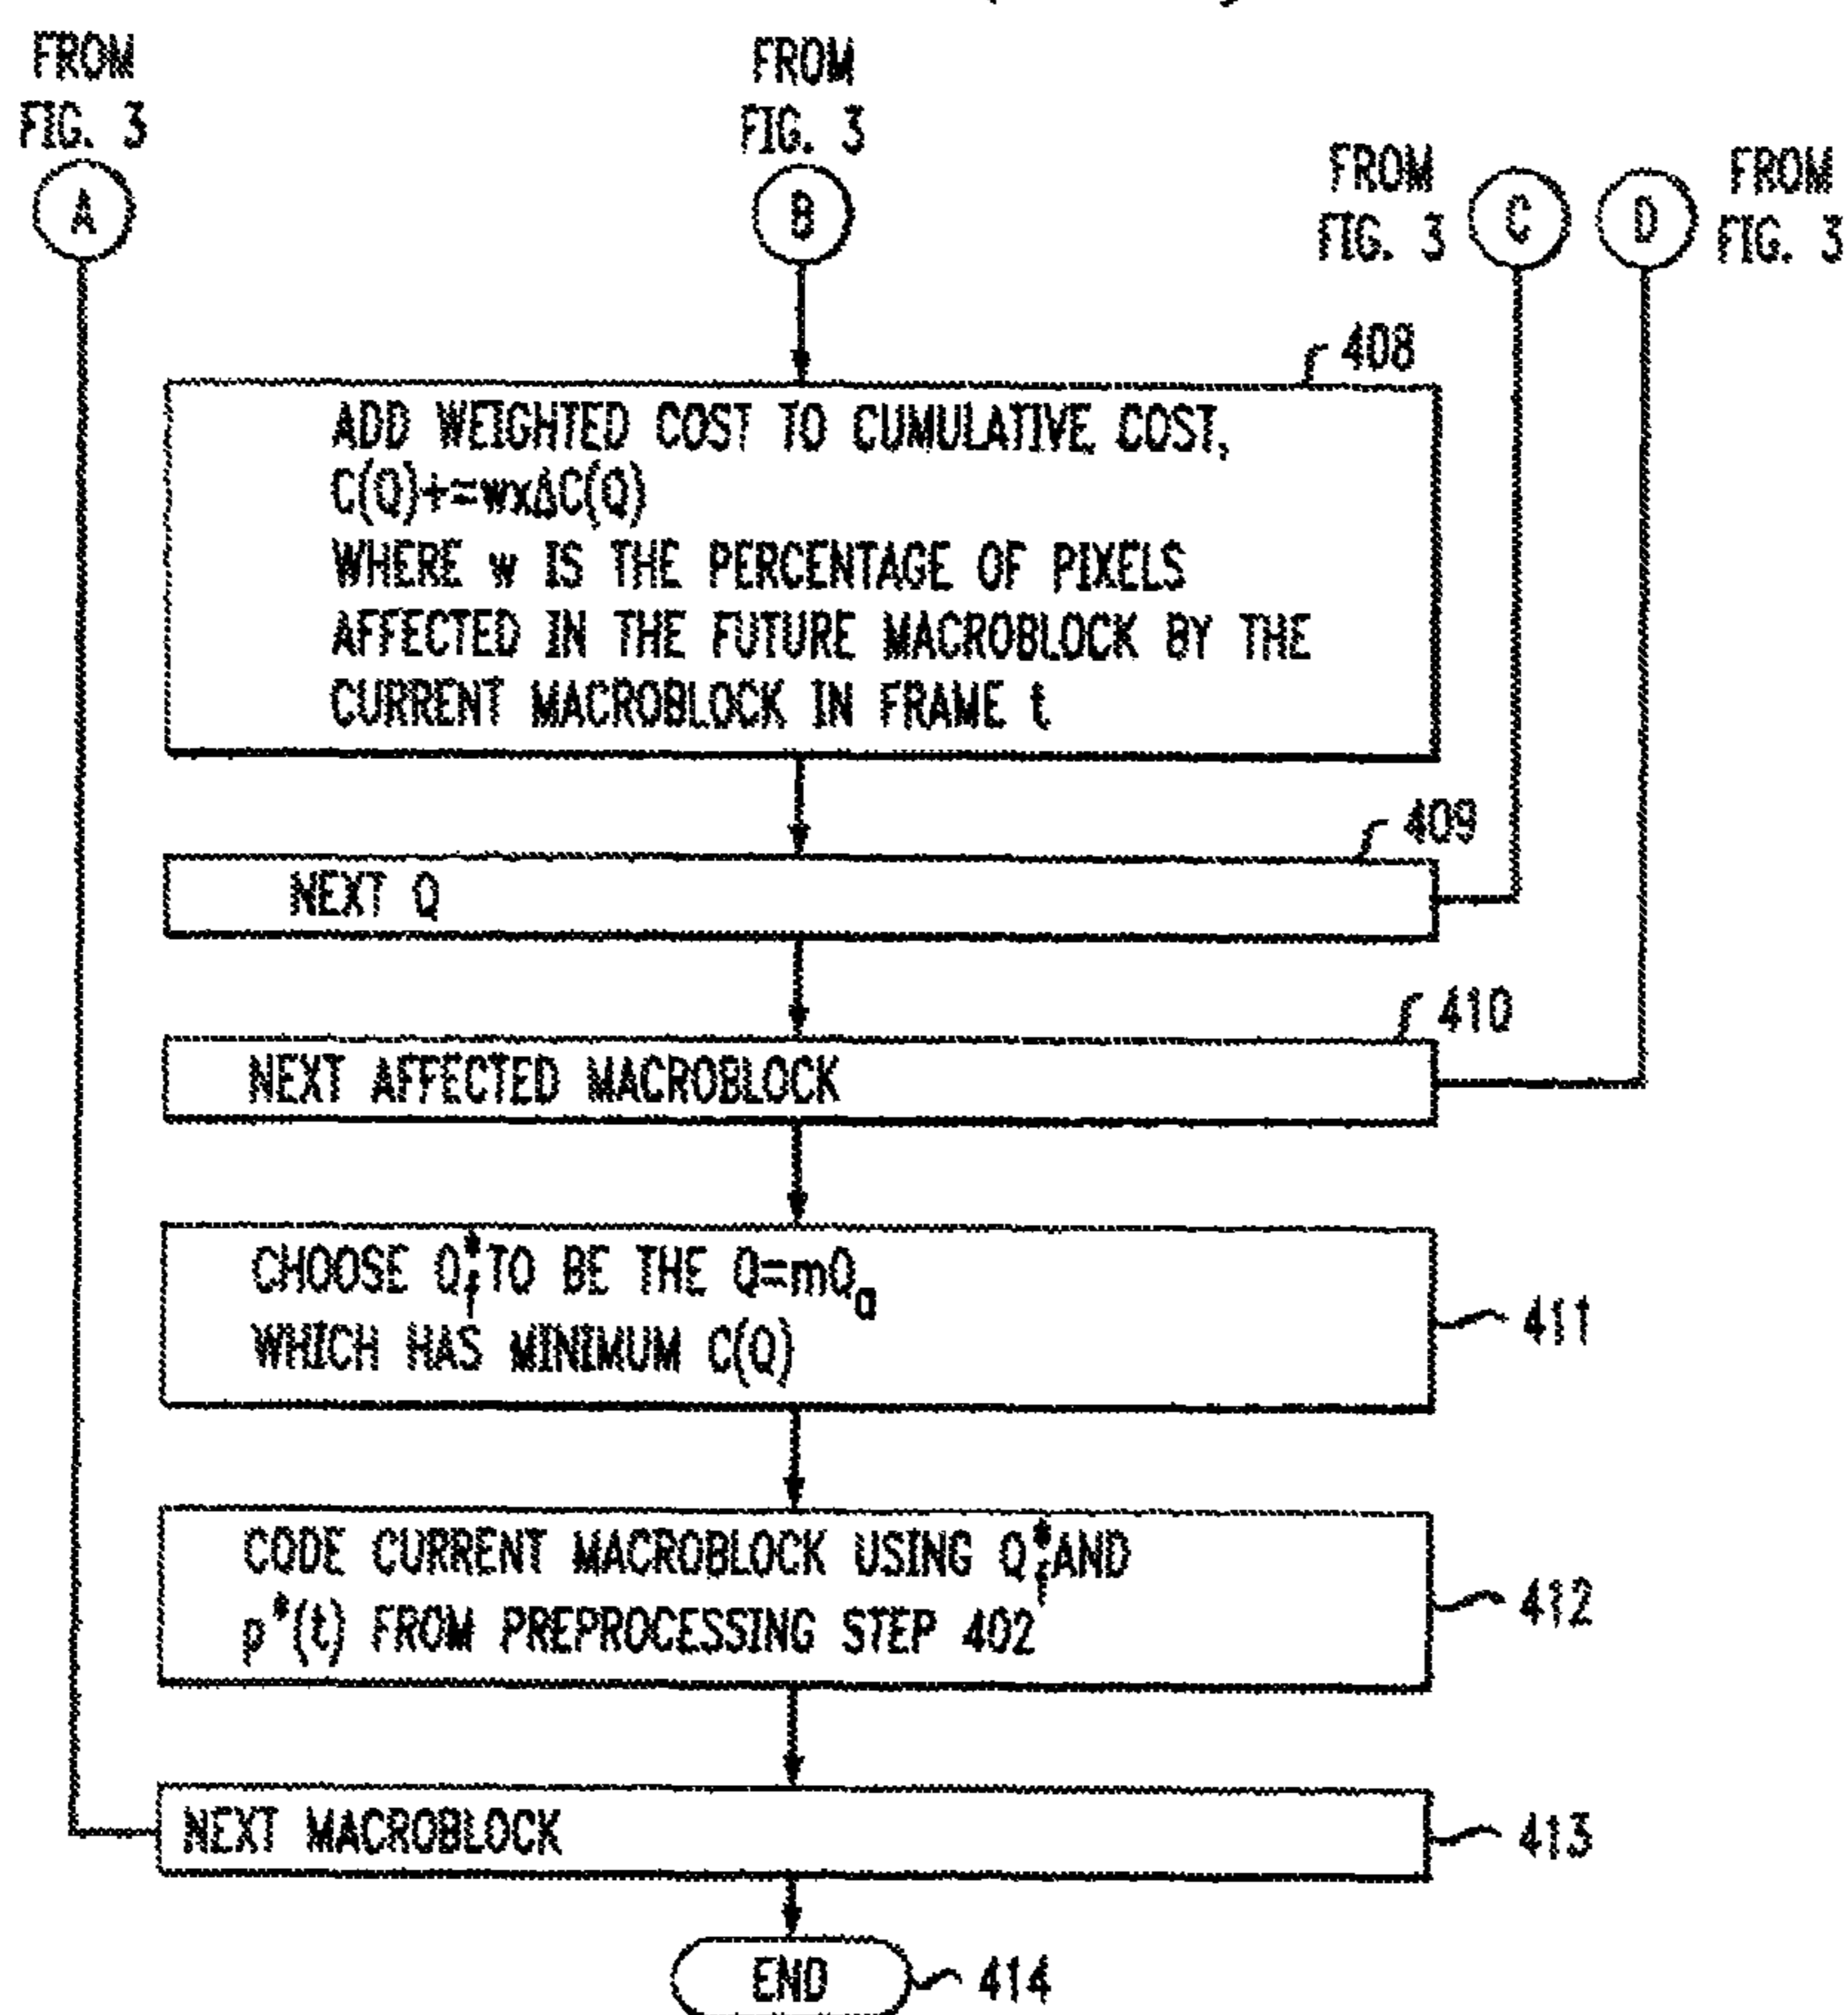 FROM
FIG. 3
A
FROM
FIG. 3
B
FROM
FIG. 3
C
D
FROM
FIG. 3
408
ADD WEIGHTED COST TO CUMULATIVE COST,
C(Q)+=wxΔC(Q)
WHERE w IS THE PERCENTAGE OF PIXELS
AFFECTED IN THE FUTURE MACROBLOCK BY THE
CURRENT MACROBLOCK IN FRAME t
409
NEXT Q
410
NEXT AFFECTED MACROBLOCK
CHOOSE Q*f TO BE THE Q=mQa
WHICH HAS MINIMUM C(Q)
411
CODE CURRENT MACROBLOCK USING Q*f AND
p*(t) FROM PREPROCESSING STEP 402
412
NEXT MACROBLOCK
413
END
414